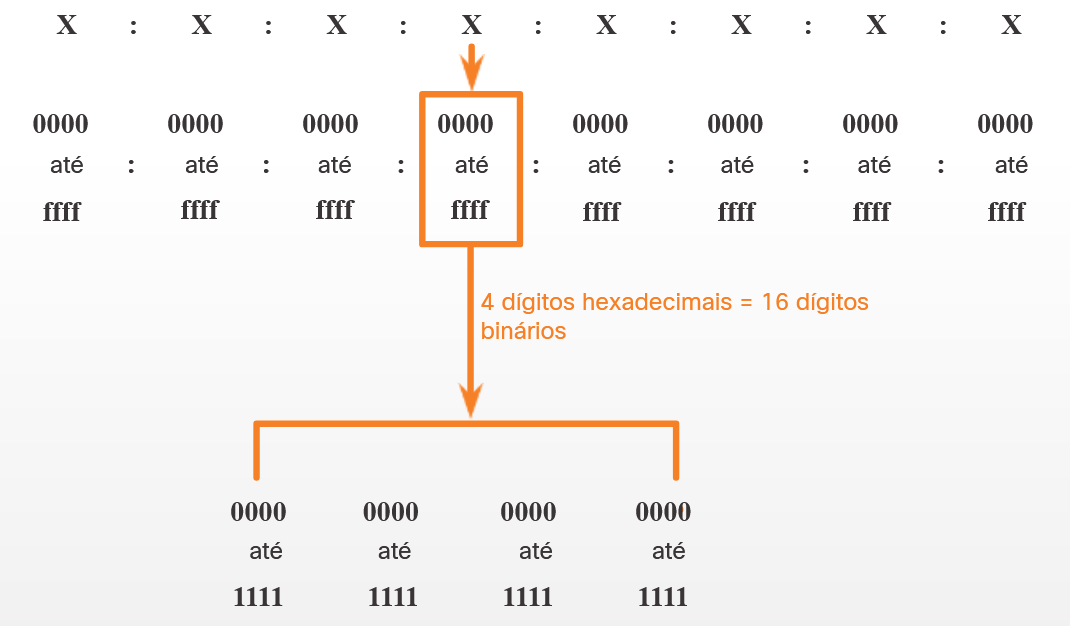 X : X : X : X : X : X : X : X
0000 0000 0000 0000 0000 0000 0000 0000
até : até : até : até : até : até : até : até
ffff ffff ffff ffff ffff ffff ffff ffff
4 dígitos hexadecimais = 16 dígitos
binários
0000 0000 0000 0000
até até até até
1111 1111 1111 1111